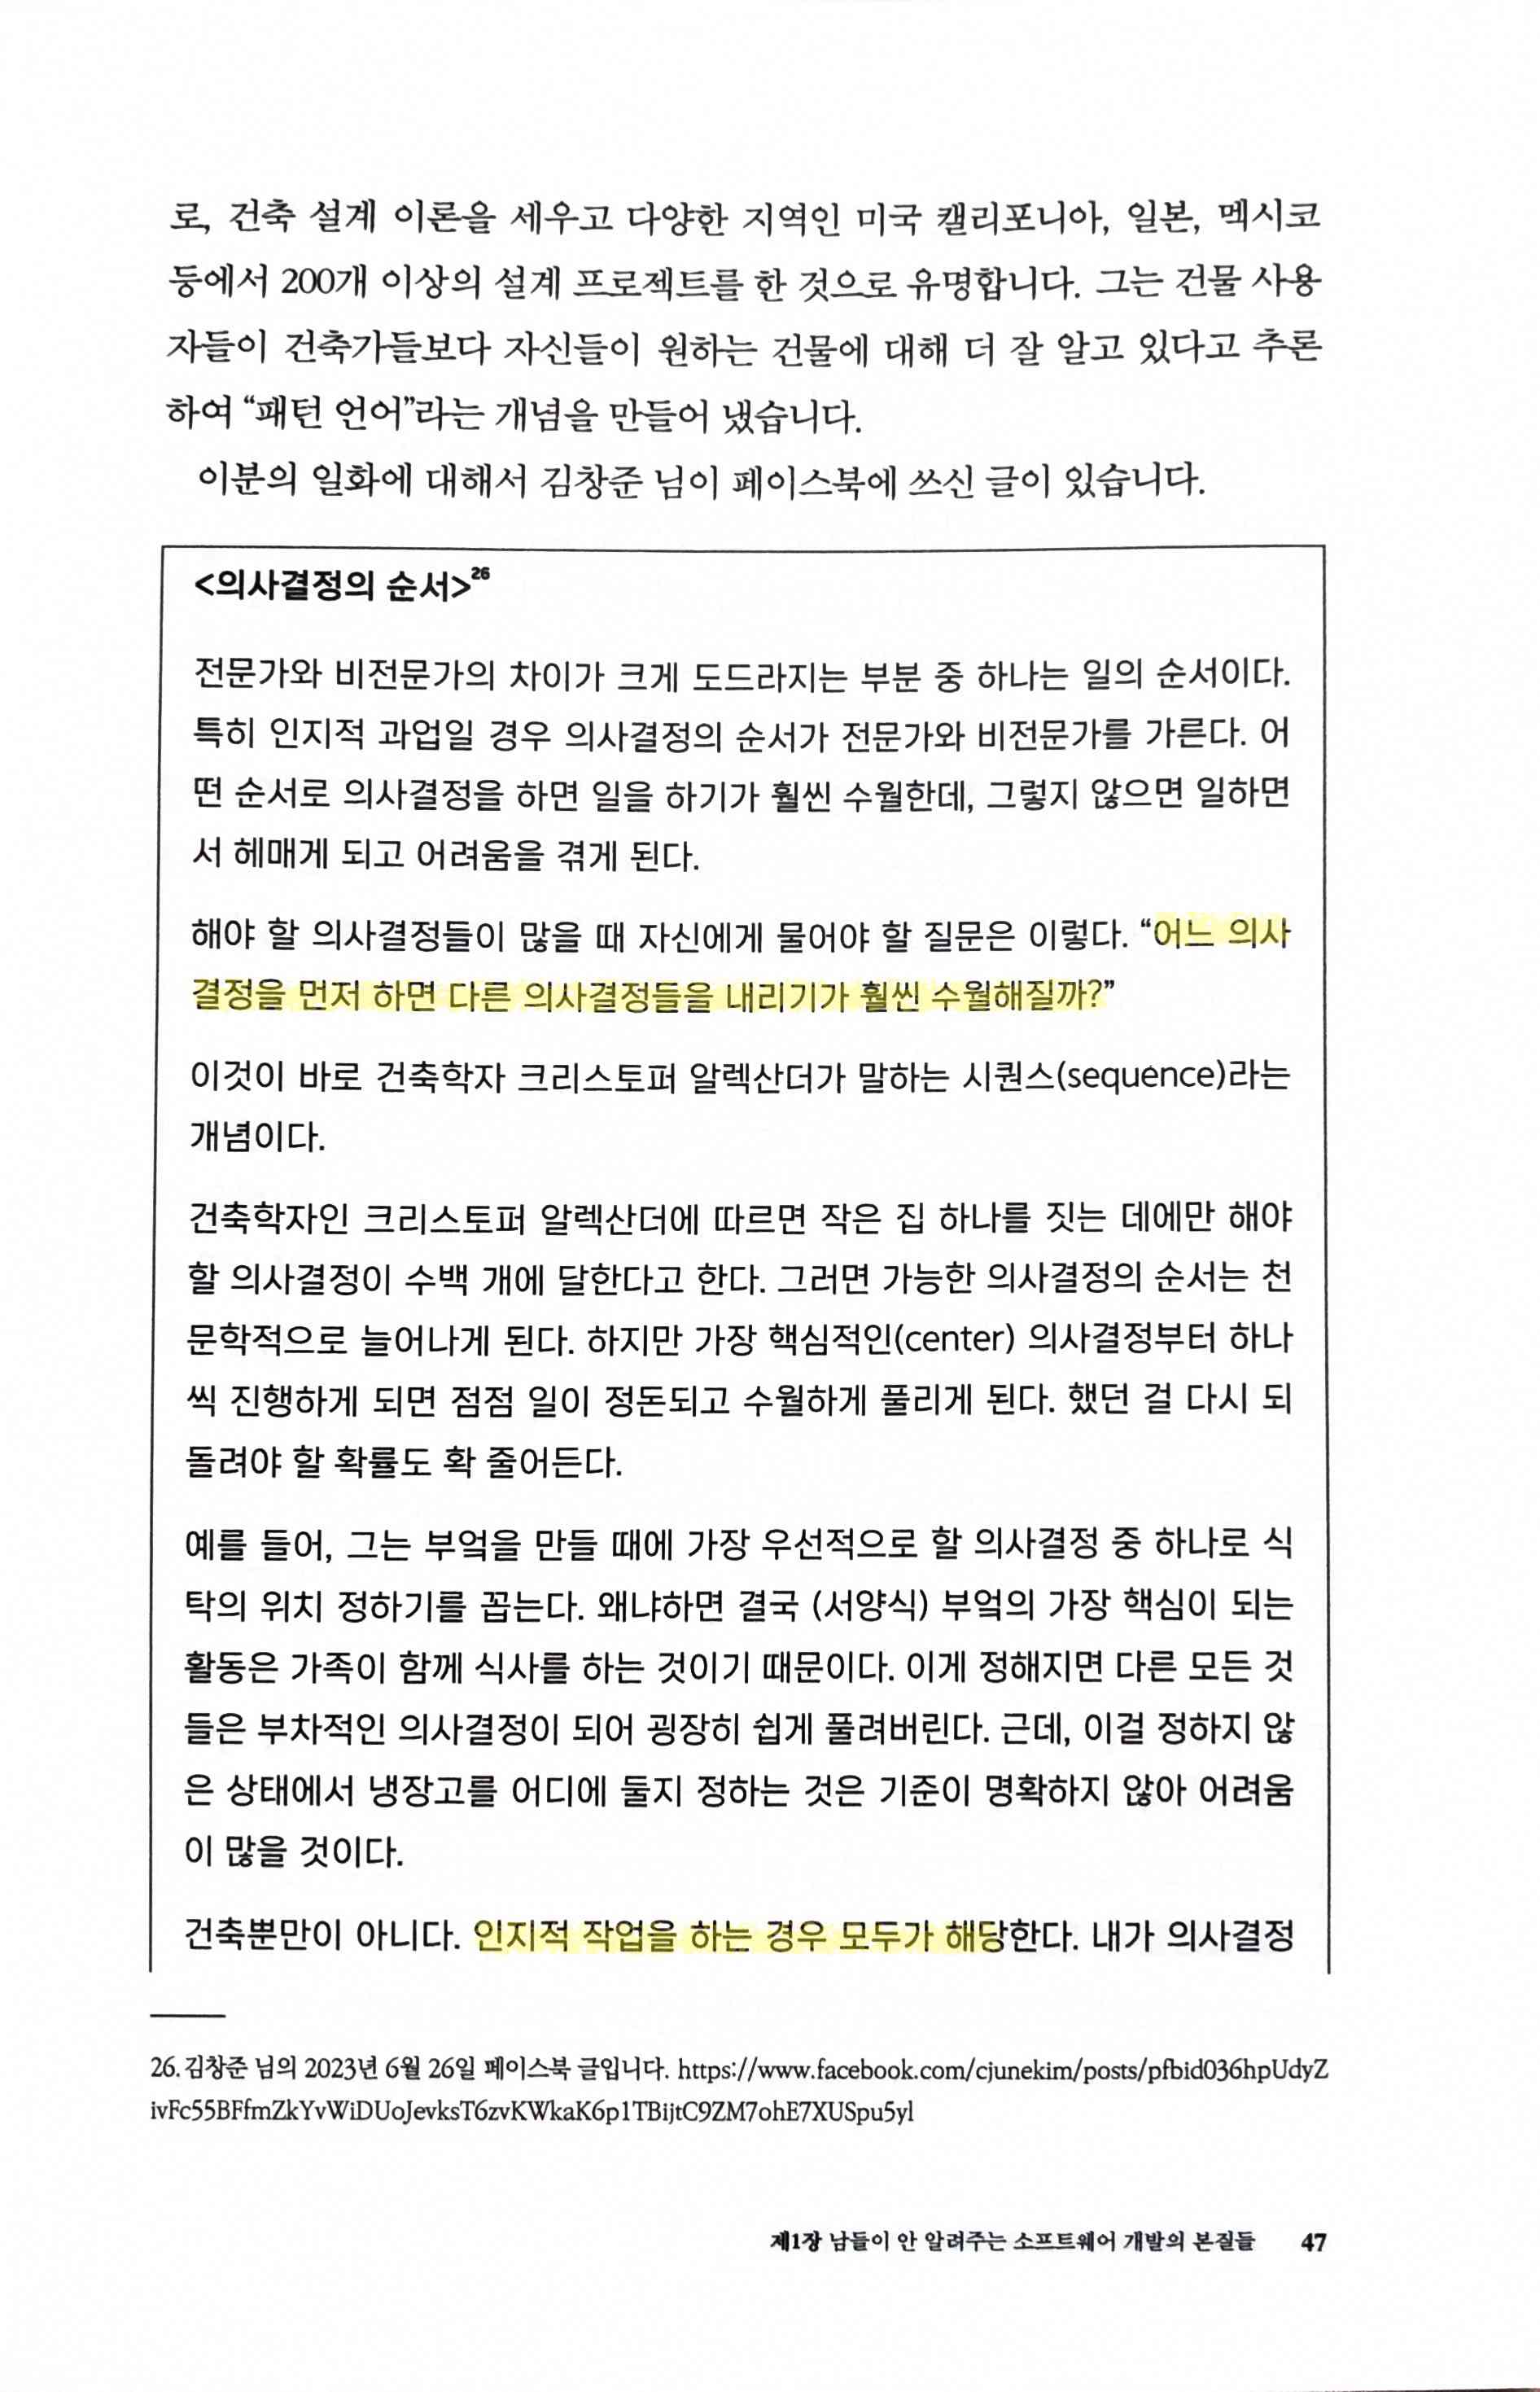 로, 건축 설계 이론을 세우고 다양한 지역인 미국 캘리포니아, 일본, 멕시코
등에서 200개 이상의 설계 프로젝트를 한 것으로 유명합니다. 그는 건물 사용
자들이 건축가들보다 자신들이 원하는 건물에 대해 더 잘 알고 있다고 추론
하여 “패턴 언어”라는 개념을 만들어 냈습니다.
이분의 일화에 대해서 김창준 님이 페이스북에 쓰신 글이 있습니다.
<의사결정의 순서>26
전문가와 비전문가의 차이가 크게 도드라지는 부분 중 하나는 일의 순서이다.
특히 인지적 과업일 경우 의사결정의 순서가 전문가와 비전문가를 가른다. 어
떤 순서로 의사결정을 하면 일을 하기가 훨씬 수월한데, 그렇지 않으면 일하면
서 헤매게 되고 어려움을 겪게 된다.
해야 할 의사결정들이 많을 때 자신에게 물어야 할 질문은 이렇다. “어느 의사
결정을 먼저 하면 다른 의사결정들을 내리기가 훨씬 수월해질까?”
이것이 바로 건축학자 크리스토퍼 알렉산더가 말하는 시퀀스(sequence)라는
개념이다.
건축학자인 크리스토퍼 알렉산더에 따르면 작은 집 하나를 짓는 데에만 해야
할 의사결정이 수백 개에 달한다고 한다. 그러면 가능한 의사결정의 순서는 천
문학적으로 늘어나게 된다. 하지만 가장 핵심적인(center) 의사결정부터 하나
씩 진행하게 되면 점점 일이 정돈되고 수월하게 풀리게 된다. 했던 걸 다시 되
돌려야 할 확률도 확 줄어든다.
예를 들어, 그는 부엌을 만들 때에 가장 우선적으로 할 의사결정 중 하나로 식
탁의 위치 정하기를 꼽는다. 왜냐하면 결국 (서양식) 부엌의 가장 핵심이 되는
활동은 가족이 함께 식사를 하는 것이기 때문이다. 이게 정해지면 다른 모든 것
들은 부차적인 의사결정이 되어 굉장히 쉽게 풀려버린다. 근데, 이걸 정하지 않
은 상태에서 냉장고를 어디에 둘지 정하는 것은 기준이 명확하지 않아 어려움
이 많을 것이다.
건축뿐만이 아니다. 인지적 작업을 하는 경우 모두가 해당한다. 내가 의사결정
26. 김창준 님의 2023년 6월 26일 페이스북 글입니다. https://www.facebook.com/cjunekim/posts/pfbid036hpUdyZ
ivFc55BFfmZkYvWiDUoJevksT6zvKWkaK6p1TBijtC9ZM7ohE7XUSpu5yl
제1장 남들이 안 알려주는 소프트웨어 개발의 본질들 47